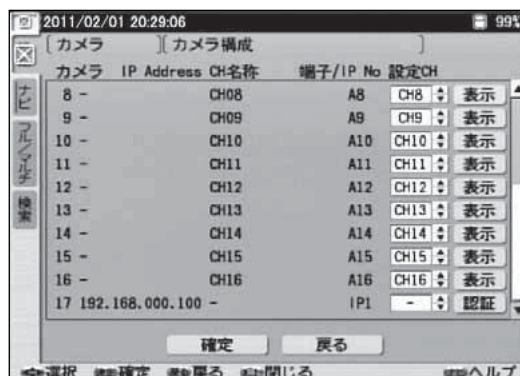 2011/02/01 20:29:06 99%
[カメラ ][カメラ構成 ]
カメラ IP Address CH名称 端子/IP No 設定CH
8 - CH08 A8 CH8 表示
9 - CH09 A9 CH9 表示
10 - CH10 A10 CH10 表示
11 - CH11 A11 CH11 表示
12 - CH12 A12 CH12 表示
13 - CH13 A13 CH13 表示
14 - CH14 A14 CH14 表示
15 - CH15 A15 CH15 表示
16 - CH16 A16 CH16 表示
17 192.168.000.100 - IP1 - 認証
ナビ
フル/マルチ
検索
確定 戻る
選択 確定 戻る 閉じる ヘルプ